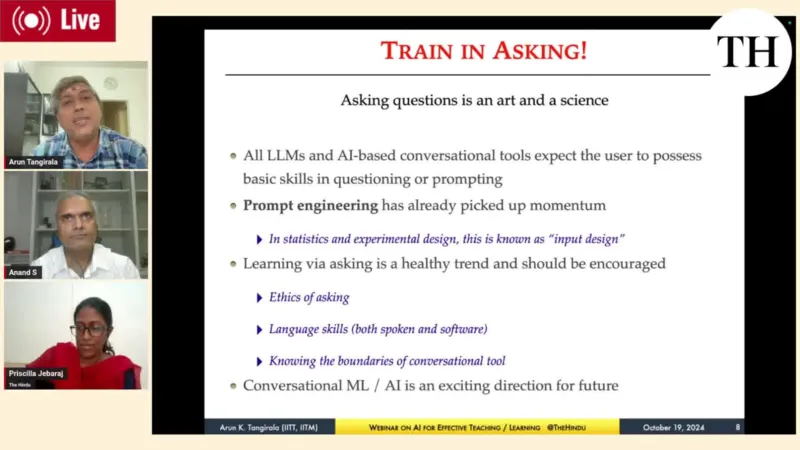 Live
TH
TRAIN IN ASKING!
Asking questions is an art and a science
All LLMs and AI-based conversational tools expect the user to possess
basic skills in questioning or prompting
Prompt engineering has already picked up momentum
In statistics and experimental design, this is known as “input design”
Learning via asking is a healthy trend and should be encouraged
Ethics of asking
Language skills (both spoken and software)
Knowing the boundaries of conversational tool
Conversational ML / AI is an exciting direction for future
Arun K. Tangirala (IITT, IITM)
WEBINAR ON AI FOR EFFECTIVE TEACHING / LEARNING @THEHINDU
October 19, 2024
8
Arun Tangirala
Anand S
Priscilla Jebaraj
The Hindu